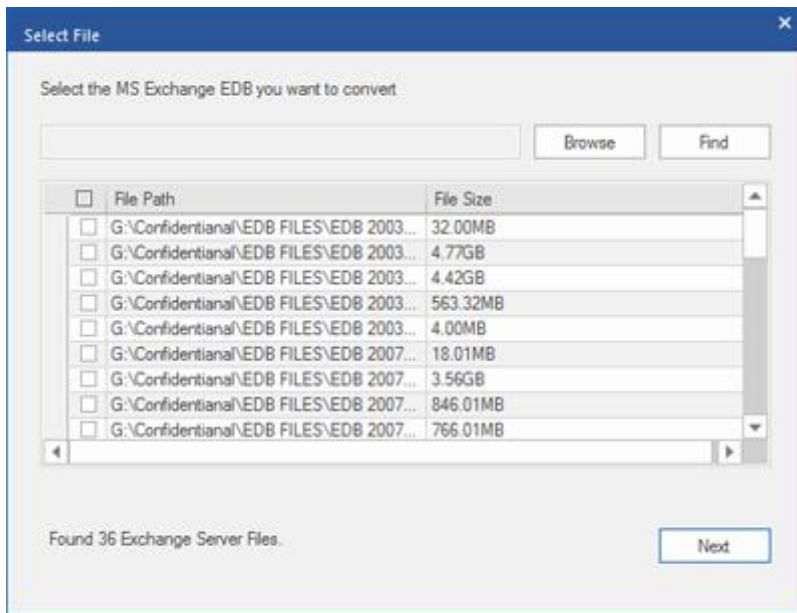 Select File
Select the MS Exchange EDB you want to convert
Browse Find
File Path File Size
G:\Confidentianal\EDB FILES\EDB 2003... 32.00MB
G:\Confidentianal\EDB FILES\EDB 2003... 4.77GB
G:\Confidentianal\EDB FILES\EDB 2003... 4.42GB
G:\Confidentianal\EDB FILES\EDB 2003... 563.32MB
G:\Confidentianal\EDB FILES\EDB 2003... 4.00MB
G:\Confidentianal\EDB FILES\EDB 2007... 18.01MB
G:\Confidentianal\EDB FILES\EDB 2007... 3.56GB
G:\Confidentianal\EDB FILES\EDB 2007... 846.01MB
G:\Confidentianal\EDB FILES\EDB 2007... 766.01MB
Found 36 Exchange Server Files.
Next